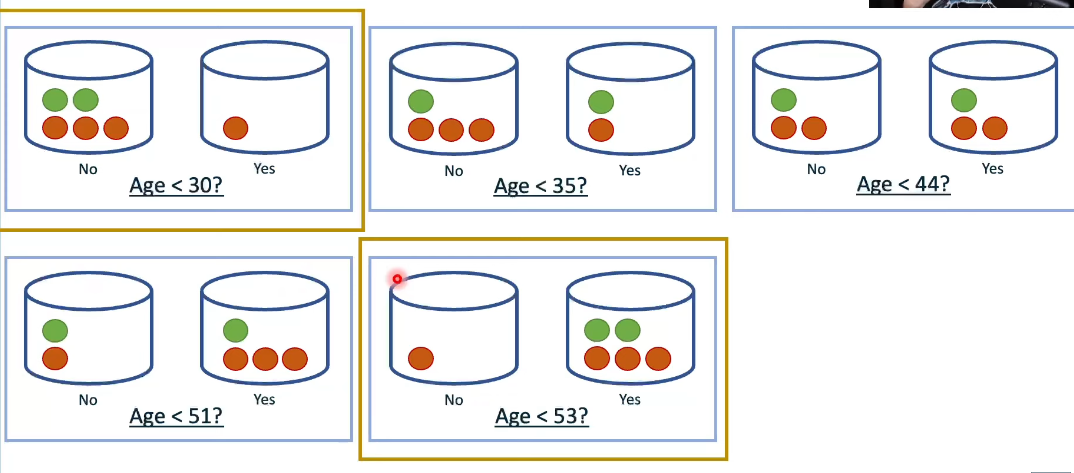 No Yes
Age < 30?
No Yes
Age < 35?
No Yes
Age < 44?
No Yes
Age < 51?
No Yes
Age < 53?